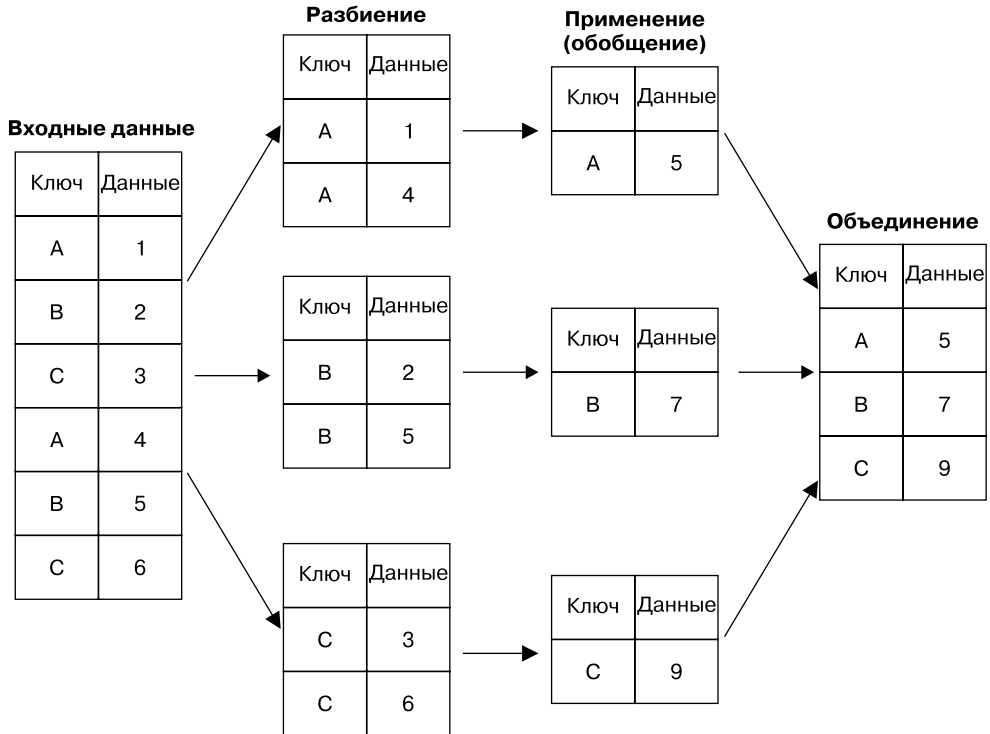 Входные данные
Ключ Данные
А 1
В 2
С 3
А 4
В 5
С 6
Разбиение
Ключ Данные
А 1
А 4
Ключ Данные
В 2
В 5
Ключ Данные
С 3
С 6
Применение
(обобщение)
Ключ Данные
А 5
Ключ Данные
В 7
Ключ Данные
С 9
Объединение
Ключ Данные
А 5
В 7
С 9